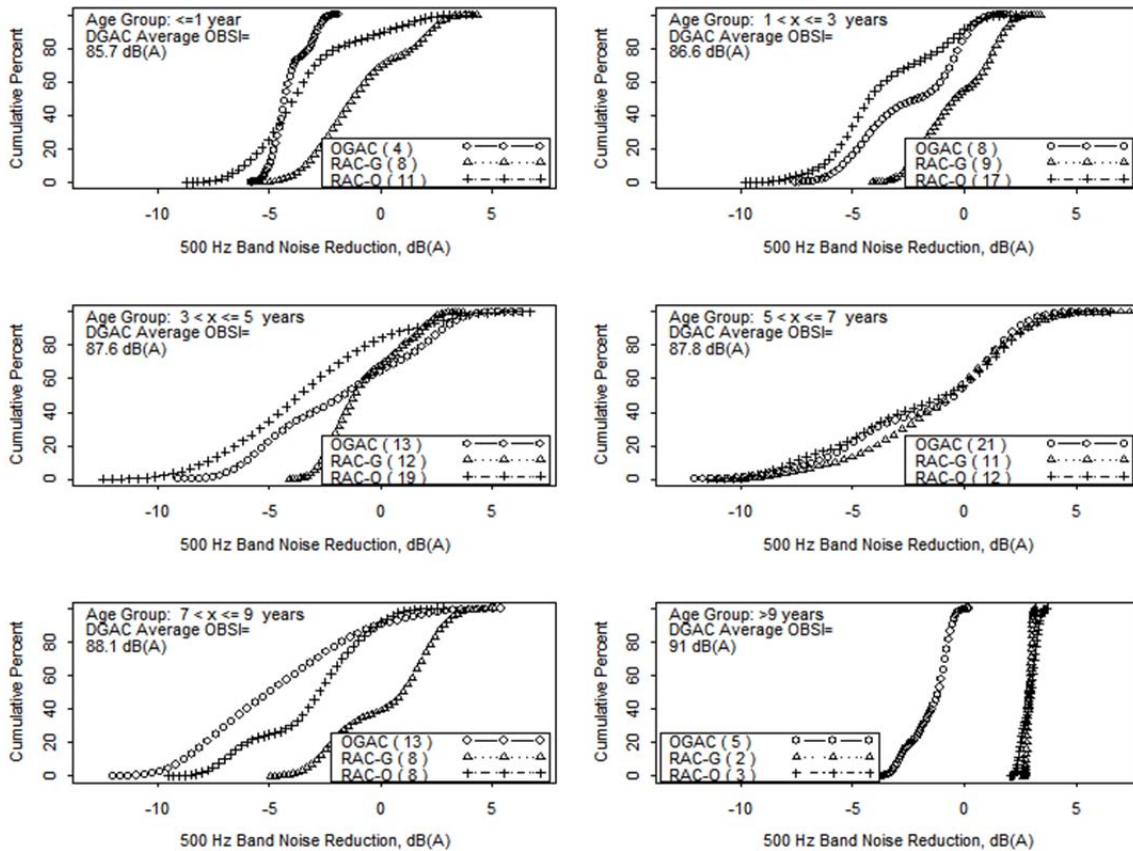 Age Group: <=1 year
DGAC Average OBSI=
85.7 dB(A)
Cumulative Percent
80
60
40
20
0
OGAC ( 4 )
RAC-G ( 8 )
RAC-O ( 11 )
-10 -5 0 5
500 Hz Band Noise Reduction, dB(A)
Age Group: 1 < x <= 3 years
DGAC Average OBSI=
86.6 dB(A)
Cumulative Percent
80
60
40
20
0
OGAC ( 8 )
RAC-G ( 9 )
RAC-O ( 17 )
-10 -5 0 5
500 Hz Band Noise Reduction, dB(A)
Age Group: 3 < x <= 5 years
DGAC Average OBSI=
87.6 dB(A)
Cumulative Percent
80
60
40
20
0
OGAC ( 13 )
RAC-G ( 12 )
RAC-O ( 19 )
-10 -5 0 5
500 Hz Band Noise Reduction, dB(A)
Age Group: 5 < x <= 7 years
DGAC Average OBSI=
87.8 dB(A)
Cumulative Percent
80
60
40
20
0
OGAC ( 21 )
RAC-G ( 11 )
RAC-O ( 12 )
-10 -5 0 5
500 Hz Band Noise Reduction, dB(A)
Age Group: 7 < x <= 9 years
DGAC Average OBSI=
88.1 dB(A)
Cumulative Percent
80
60
40
20
0
OGAC ( 13 )
RAC-G ( 8 )
RAC-O ( 8 )
-10 -5 0 5
500 Hz Band Noise Reduction, dB(A)
Age Group: >9 years
DGAC Average OBSI=
91 dB(A)
Cumulative Percent
80
60
40
20
0
OGAC ( 5 )
RAC-G ( 2 )
RAC-O ( 3 )
-10 -5 0 5
500 Hz Band Noise Reduction, dB(A)